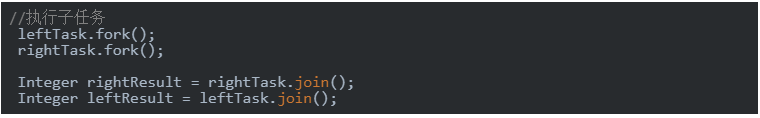 //执行子任务
leftTask.fork();
rightTask.fork();
Integer rightResult = rightTask.join();
Integer leftResult = leftTask.join();